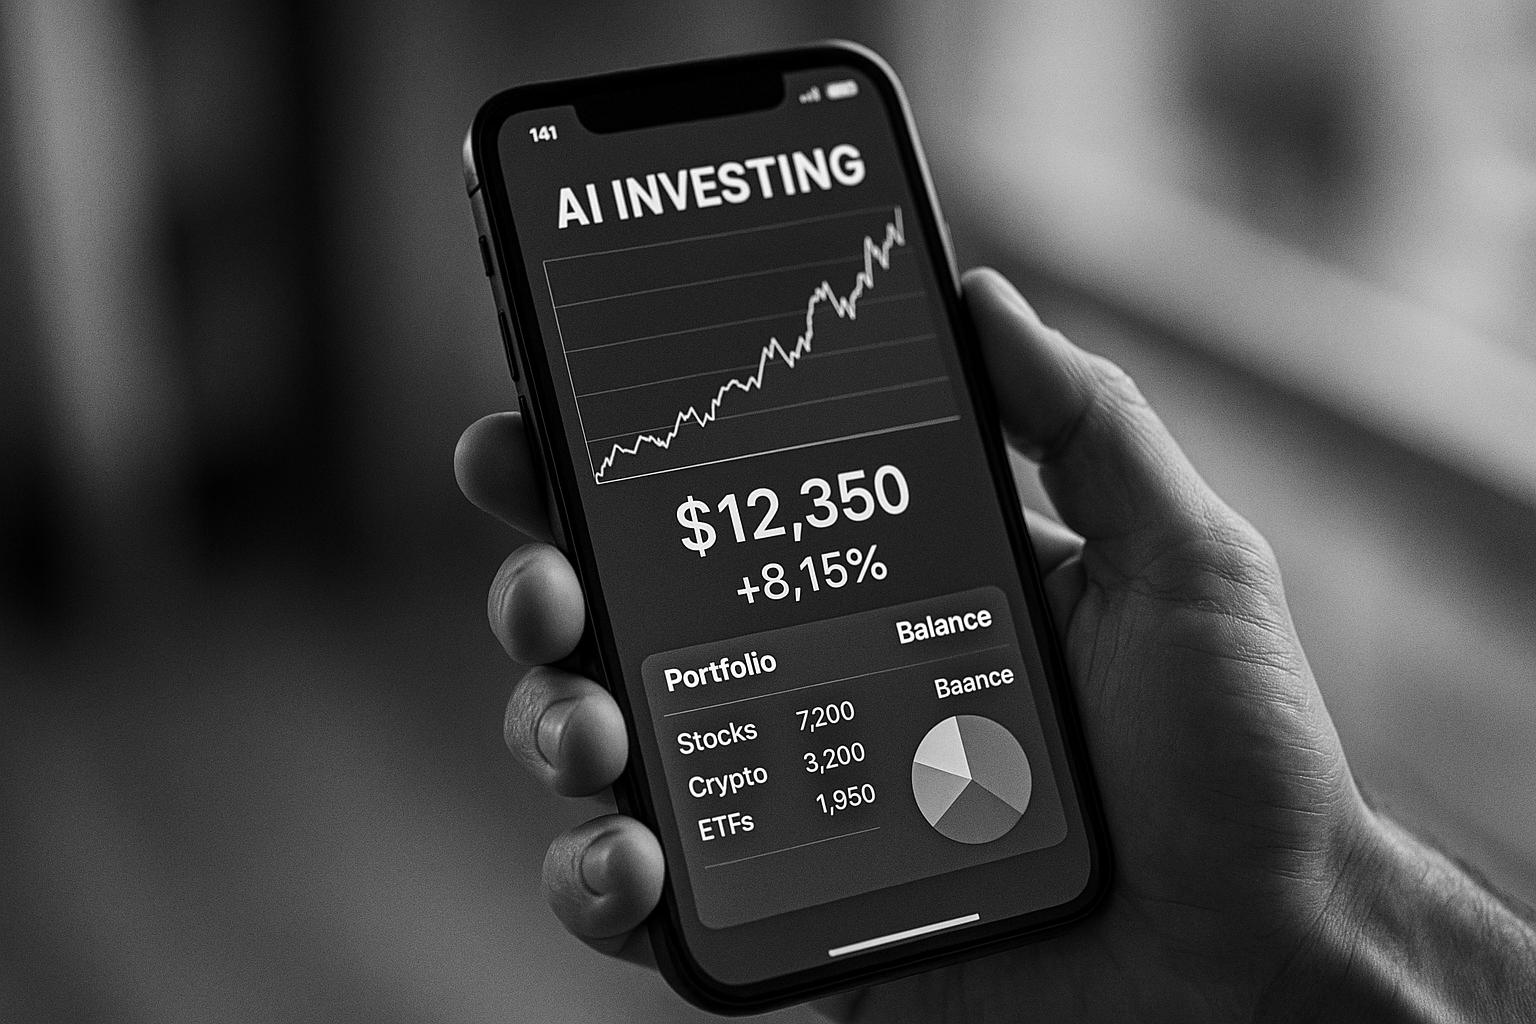 141
AI INVESTING
$12,350
+8,15%
Portfolio Balance
Baance
Stocks 7,200
Crypto 3,200
ETFs 1,950